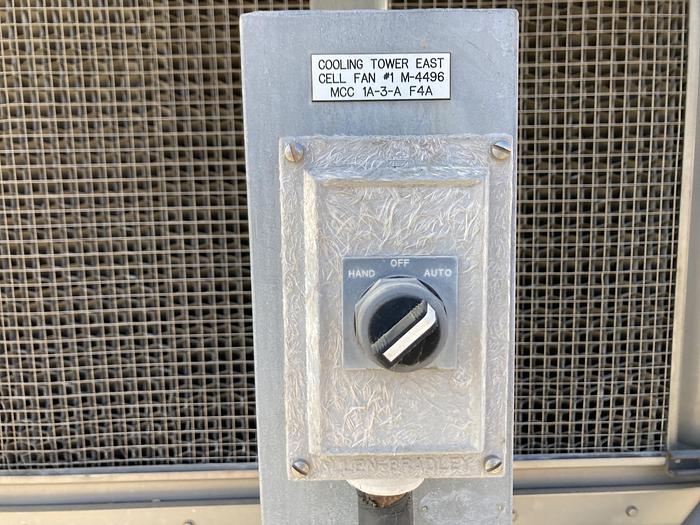 COOLING TOWER EAST
CELL FAN #1 M-4496
MCC 1A-3-A F4A
OFF
HAND AUTO
ALLEN-BRADLEY